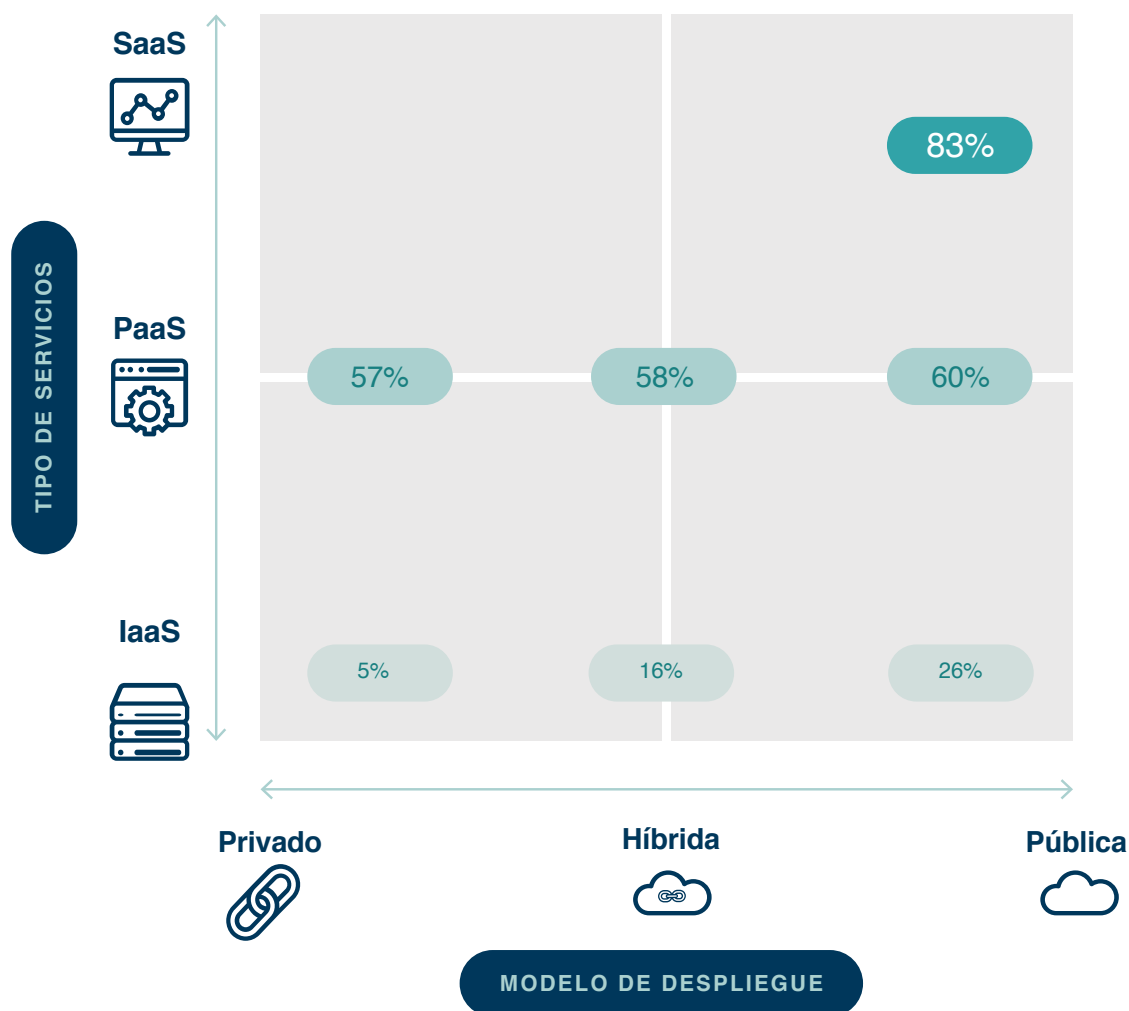 SaaS
83%
TIPO DE SERVICIOS
PaaS
57%
58%
60%
IaaS
5%
16%
26%
Privado
Híbrida
Pública
MODELO DE DESPLIEGUE